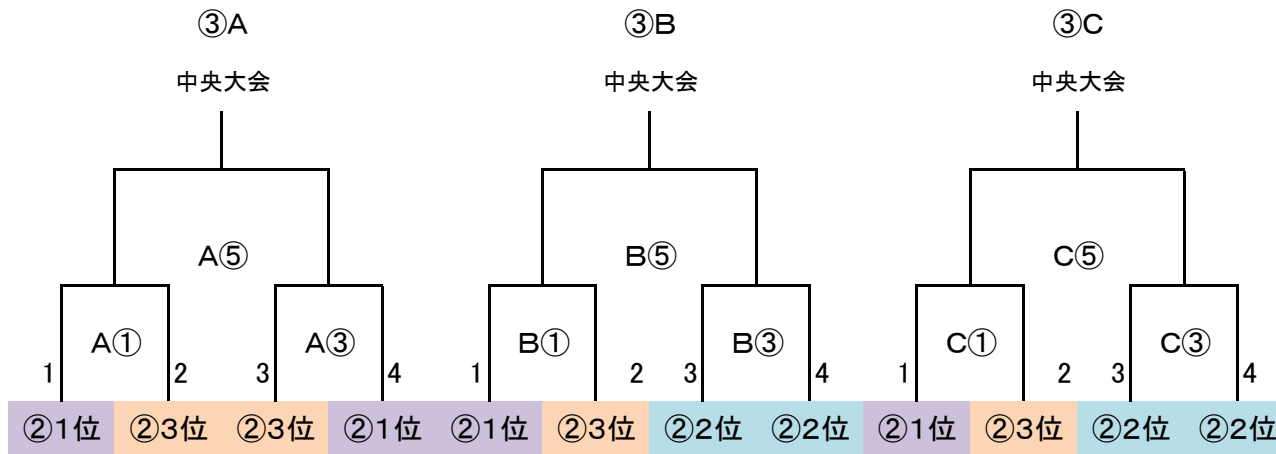 ③A ③B ③C
中央大会 中央大会 中央大会
A⑤ B⑤ C⑤
A① A③ B① B③ C① C③
1 2 3 4 1 2 3 4 1 2 3 4
②1位 ②3位 ②3位 ②1位 ②1位 ②3位 ②2位 ②2位 ②1位 ②3位 ②2位 ②2位